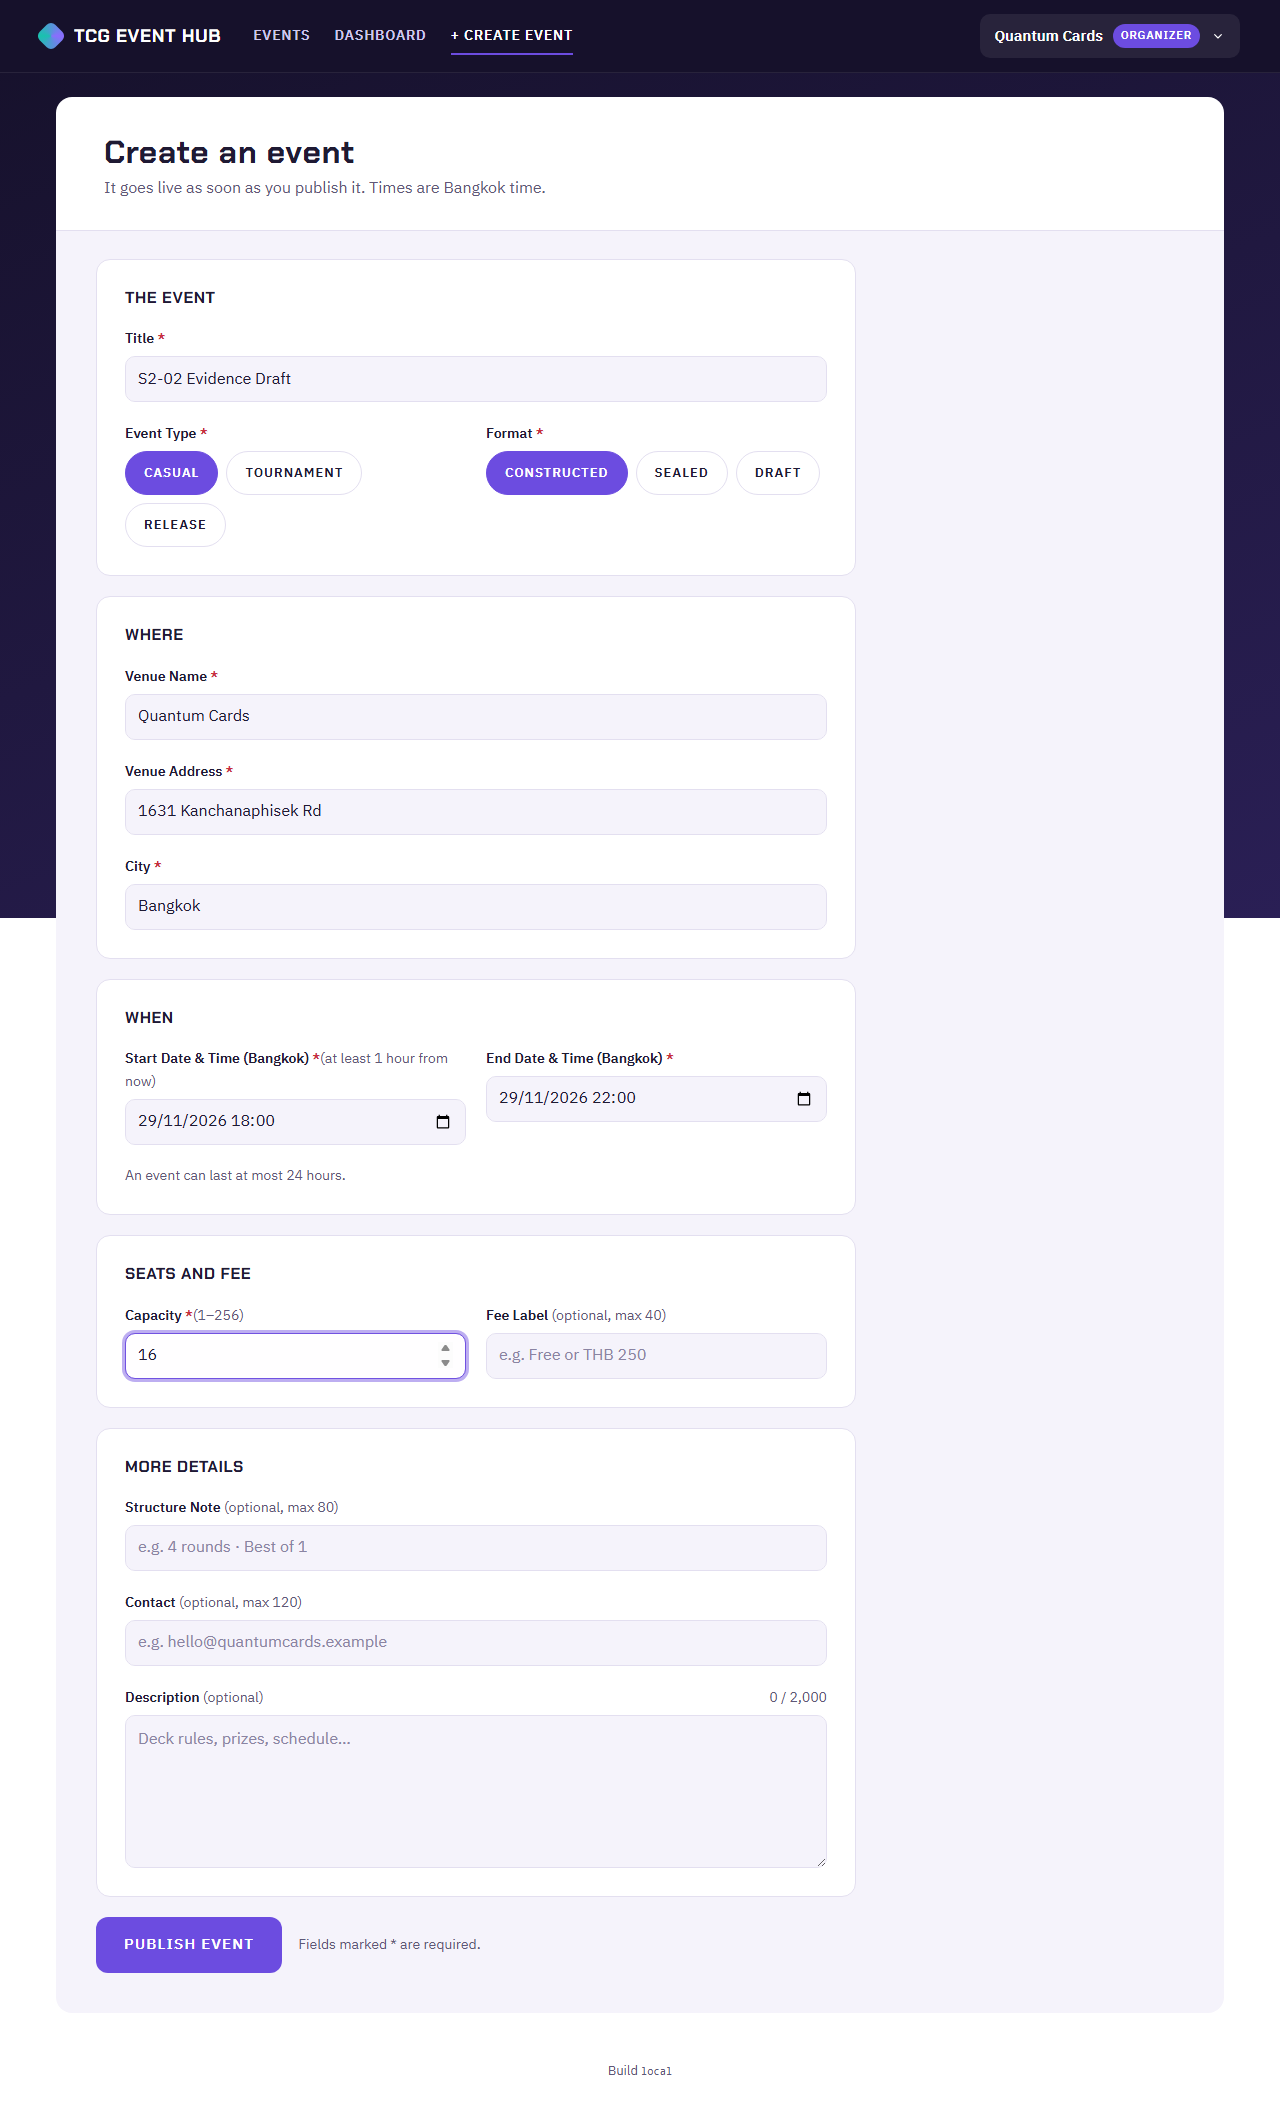 TCG EVENT HUB
EVENTS
DASHBOARD
+ CREATE EVENT
Quantum Cards
ORGANIZER
Create an event
It goes live as soon as you publish it. Times are Bangkok time.
THE EVENT
Title *
S2-02 Evidence Draft
Event Type *
CASUAL
TOURNAMENT
RELEASE
Format *
CONSTRUCTED
SEALED
DRAFT
WHERE
Venue Name *
Quantum Cards
Venue Address *
1631 Kanchanaphisek Rd
City *
Bangkok
WHEN
Start Date & Time (Bangkok) *(at least 1 hour from
now)
29/11/2026 18:00
End Date & Time (Bangkok) *
29/11/2026 22:00
An event can last at most 24 hours.
SEATS AND FEE
Capacity *(1–256)
16
Fee Label (optional, max 40)
e.g. Free or THB 250
MORE DETAILS
Structure Note (optional, max 80)
e.g. 4 rounds · Best of 1
Contact (optional, max 120)
e.g. hello@quantumcards.example
Description (optional)
0 / 2,000
Deck rules, prizes, schedule...
PUBLISH EVENT
Fields marked * are required.
Build local